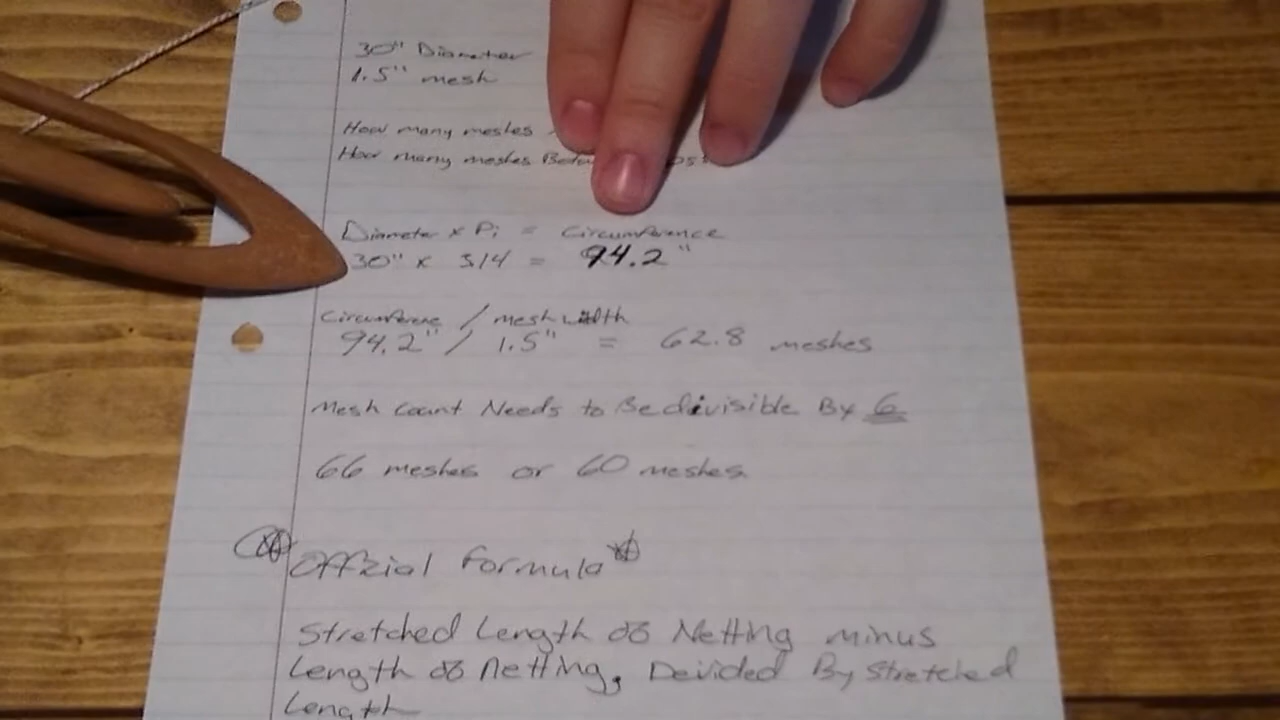 30" Diameter
1.5" mesh
How many meshes
How many meshes
Diameter x Pi = Circumference
30" x 3.14 = 94.2"
Circumference / mesh width
94.2" / 1.5" = 62.8 meshes
Mesh Count Needs to Be divisible By 6
66 meshes or 60 meshes
Offzial Formula
Stretched Length of Netting minus
Length of Netting, Devided By Stretched
Length